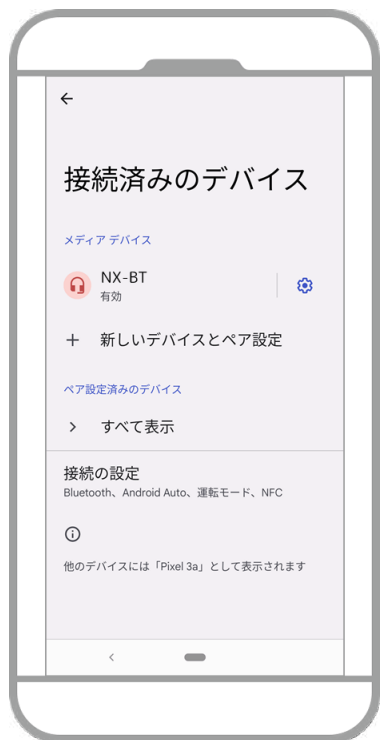 接続済みのデバイス
メディア デバイス
NX-BT
有効
新しいデバイスとペア設定
ペア設定済みのデバイス
すべて表示
接続の設定
Bluetooth、Android Auto、運転モード、NFC
他のデバイスには「Pixel 3a」として表示されます